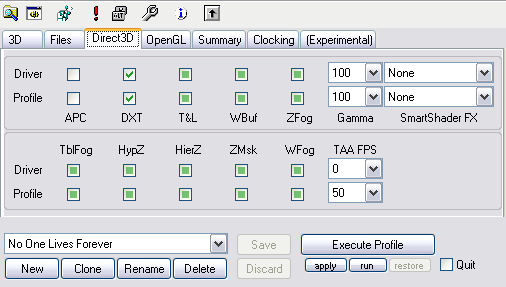 3D Files Direct3D OpenGL Summary Clocking (Experimental)
Driver 100 None
Profile 100 None
APC DXT T&L WBuf ZFog Gamma SmartShader FX
TblFog HypZ HierZ ZMsk WFog TAA FPS
Driver 0
Profile 50
No One Lives Forever Save Execute Profile
New Clone Rename Delete Discard apply run restore Quit